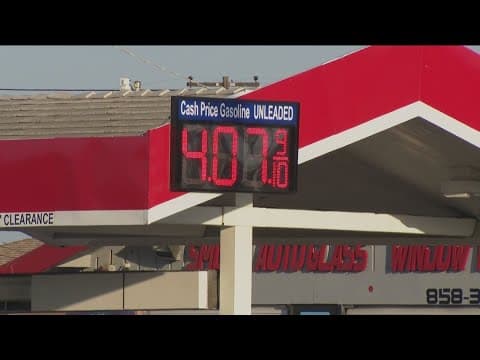 Cash Price Gasoline UNLEADED
4.07 9/10
CLEARANCE
AUTO GLASS WINDOW
858-3